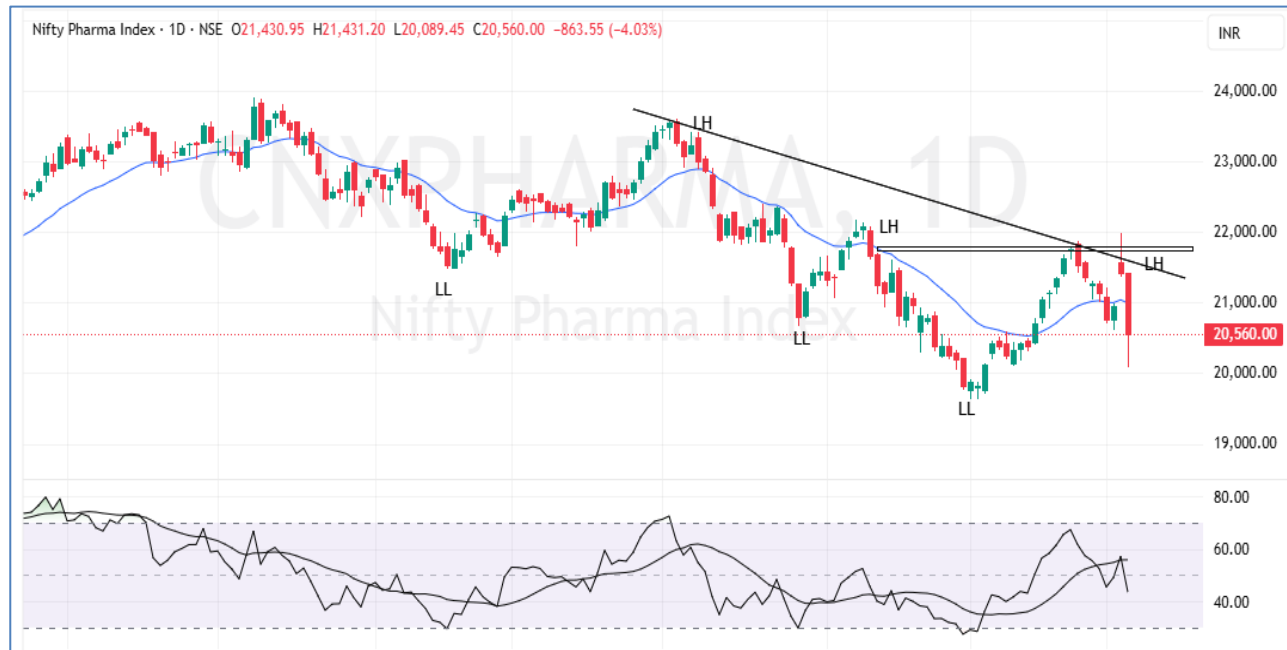 Nifty Pharma Index · 1D · NSE O21,430.95 H21,431.20 L20,089.45 C20,560.00 −863.55 (−4.03%)
INR
24,000.00
LH
23,000.00
CNXPHARMA, 1D
22,000.00
LH
LH
LL
21,000.00
Nifty Pharma Index
20,560.00
LL
20,000.00
LL
19,000.00
80.00
60.00
40.00